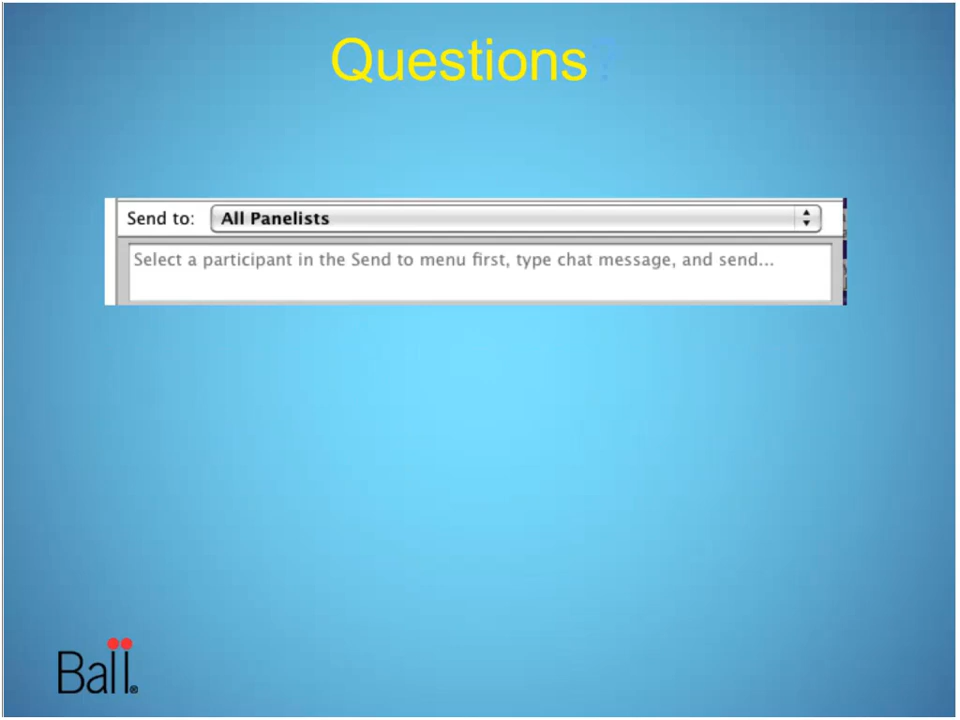 Questions?
Send to: All Panelists
Select a participant in the Send to menu first, type chat message, and send...
Ball®